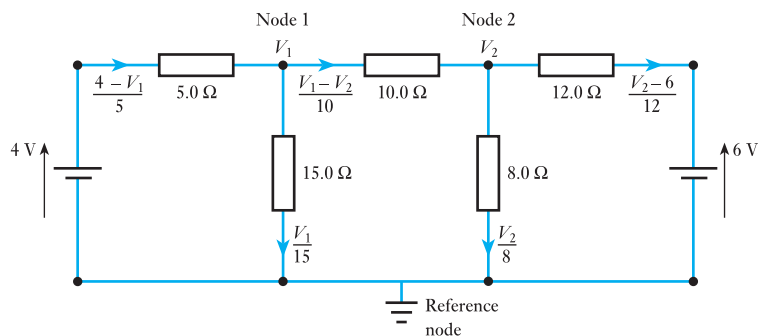 Node 1
Node 2
V₁
V₂
(4 – V₁)/5
5.0 Ω
(V₁ – V₂)/10
10.0 Ω
12.0 Ω
(V₂ – 6)/12
4 V
15.0 Ω
8.0 Ω
6 V
V₁/15
V₂/8
Reference
node